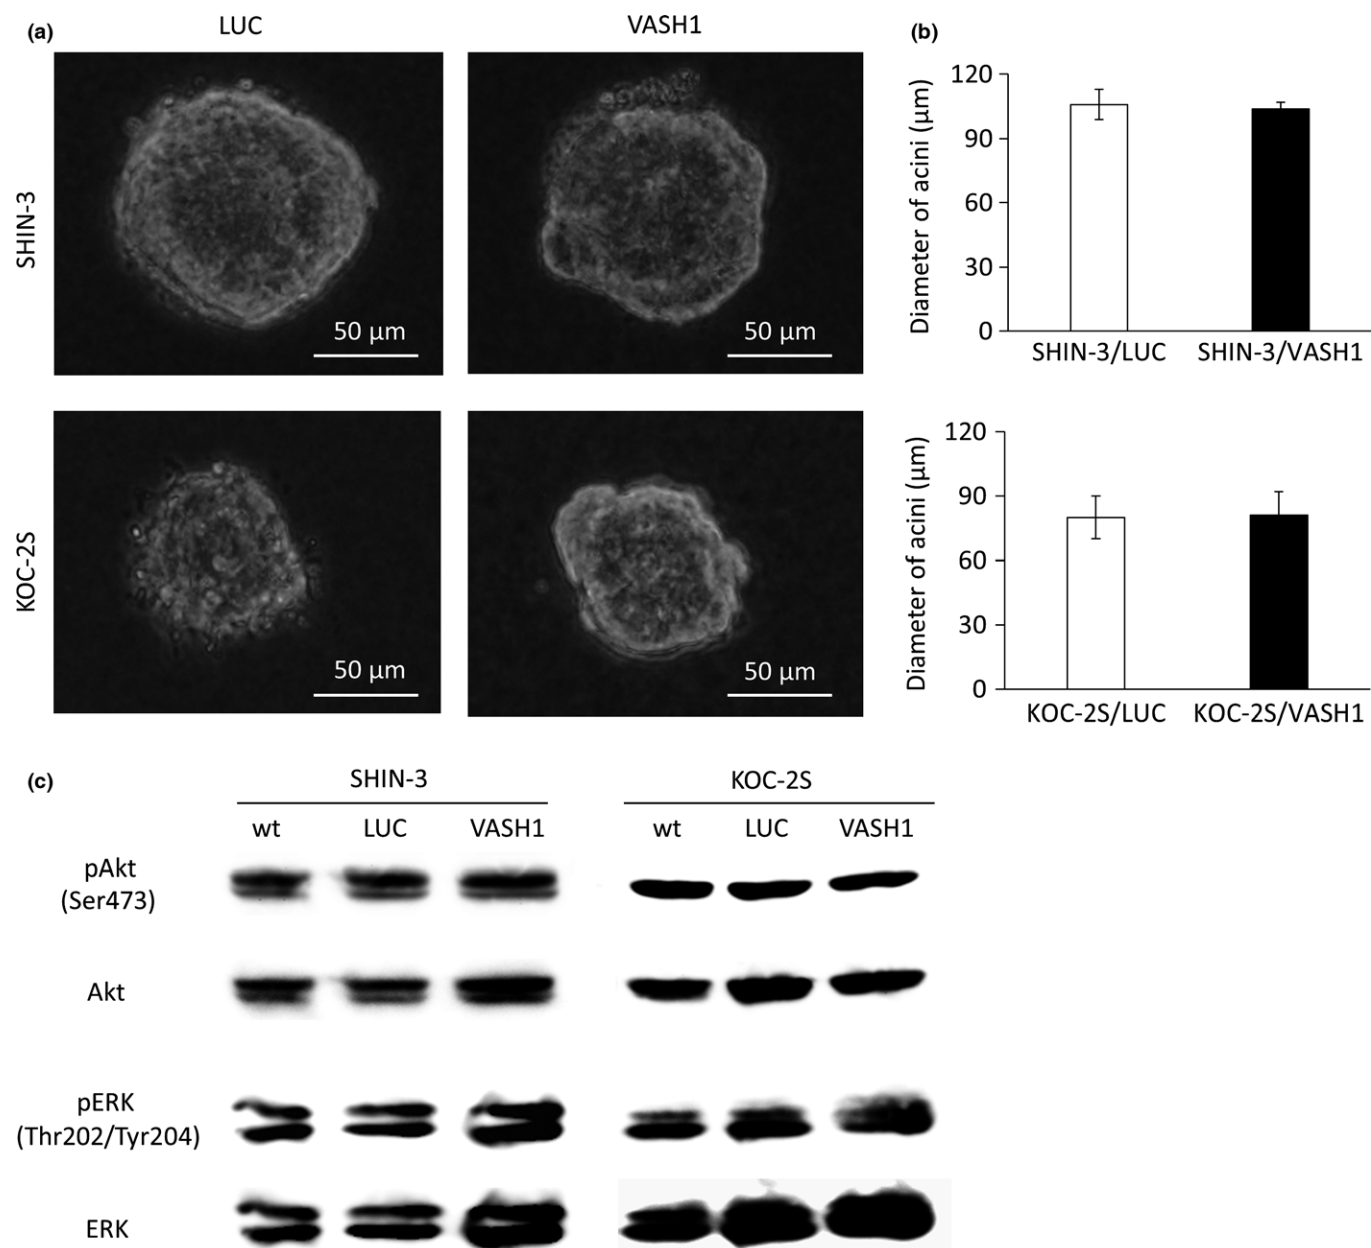 (a)
LUC
VASH1
SHIN-3
50 µm
50 µm
KOC-2S
50 µm
50 µm
(b)
Diameter of acini (µm)
120
90
60
30
0
SHIN-3/LUC
SHIN-3/VASH1
Diameter of acini (µm)
120
90
60
30
0
KOC-2S/LUC
KOC-2S/VASH1
(c)
SHIN-3
KOC-2S
wt
LUC
VASH1
wt
LUC
VASH1
pAkt
(Ser473)
Akt
pERK
(Thr202/Tyr204)
ERK